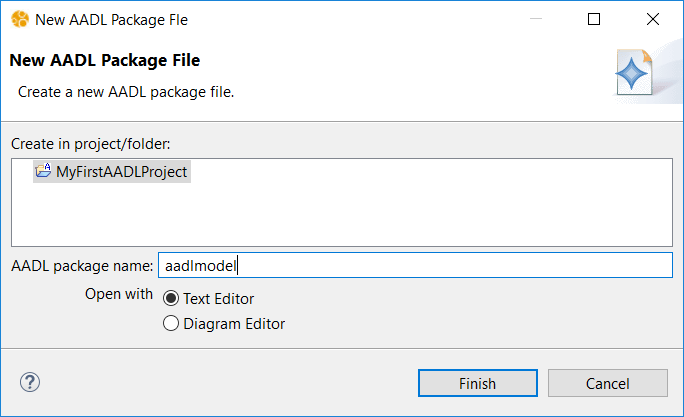 New AADL Package Fle
New AADL Package File
Create a new AADL package file.
Create in project/folder:
MyFirstAADLProject
AADL package name: aadlmodel
Open with Text Editor
Diagram Editor
? Finish Cancel